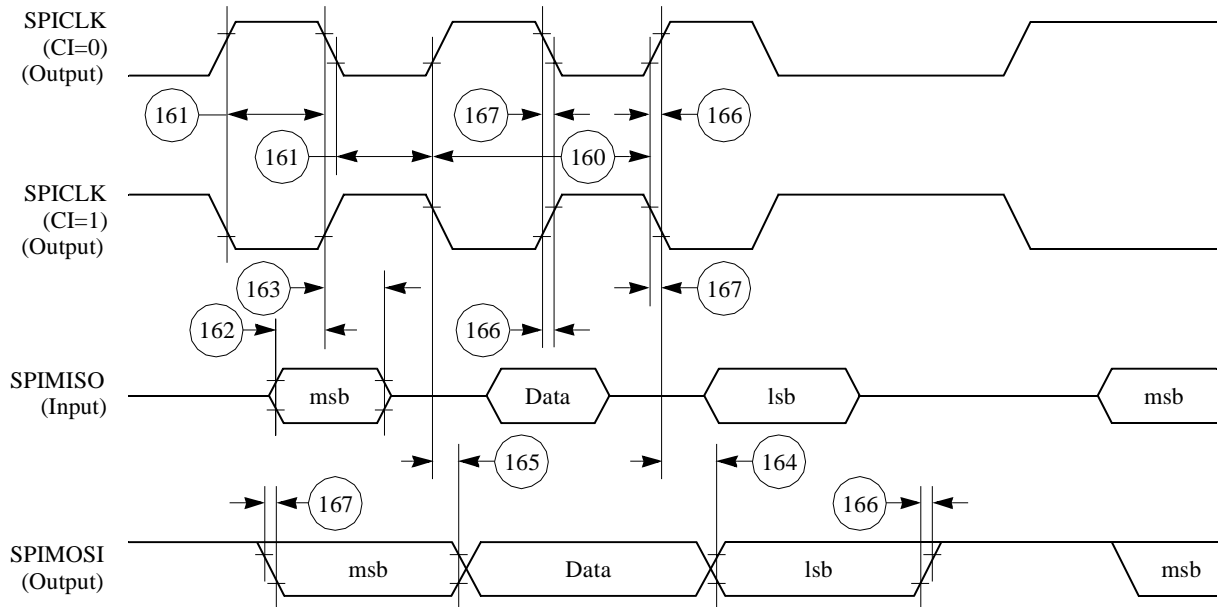 SPICLK
(CI=0)
(Output)
161
167
166
161
160
SPICLK
(CI=1)
(Output)
163
167
162
166
SPIMISO
(Input)
msb
Data
lsb
msb
165
164
167
166
SPIMOSI
(Output)
msb
Data
lsb
msb